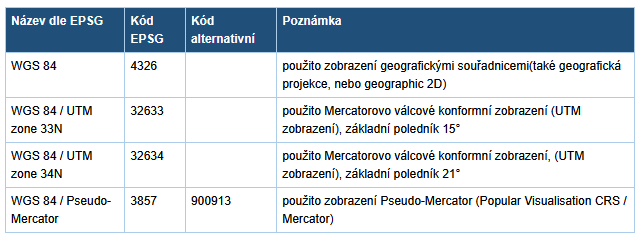 Název dle EPSG Kód EPSG Kód alternativní Poznámka
WGS 84 4326 použito zobrazení geografickými souřadnicemi(také geografická
projekce, nebo geographic 2D)
WGS 84 / UTM zone 33N 32633 použito Mercatorovo válcové konformní zobrazení (UTM
zobrazení), základní poledník 15°
WGS 84 / UTM zone 34N 32634 použito Mercatorovo válcové konformní zobrazení, (UTM
zobrazení), základní poledník 21°
WGS 84 / Pseudo-Mercator 3857 900913 použito zobrazení Pseudo-Mercator (Popular Visualisation CRS /
Mercator)